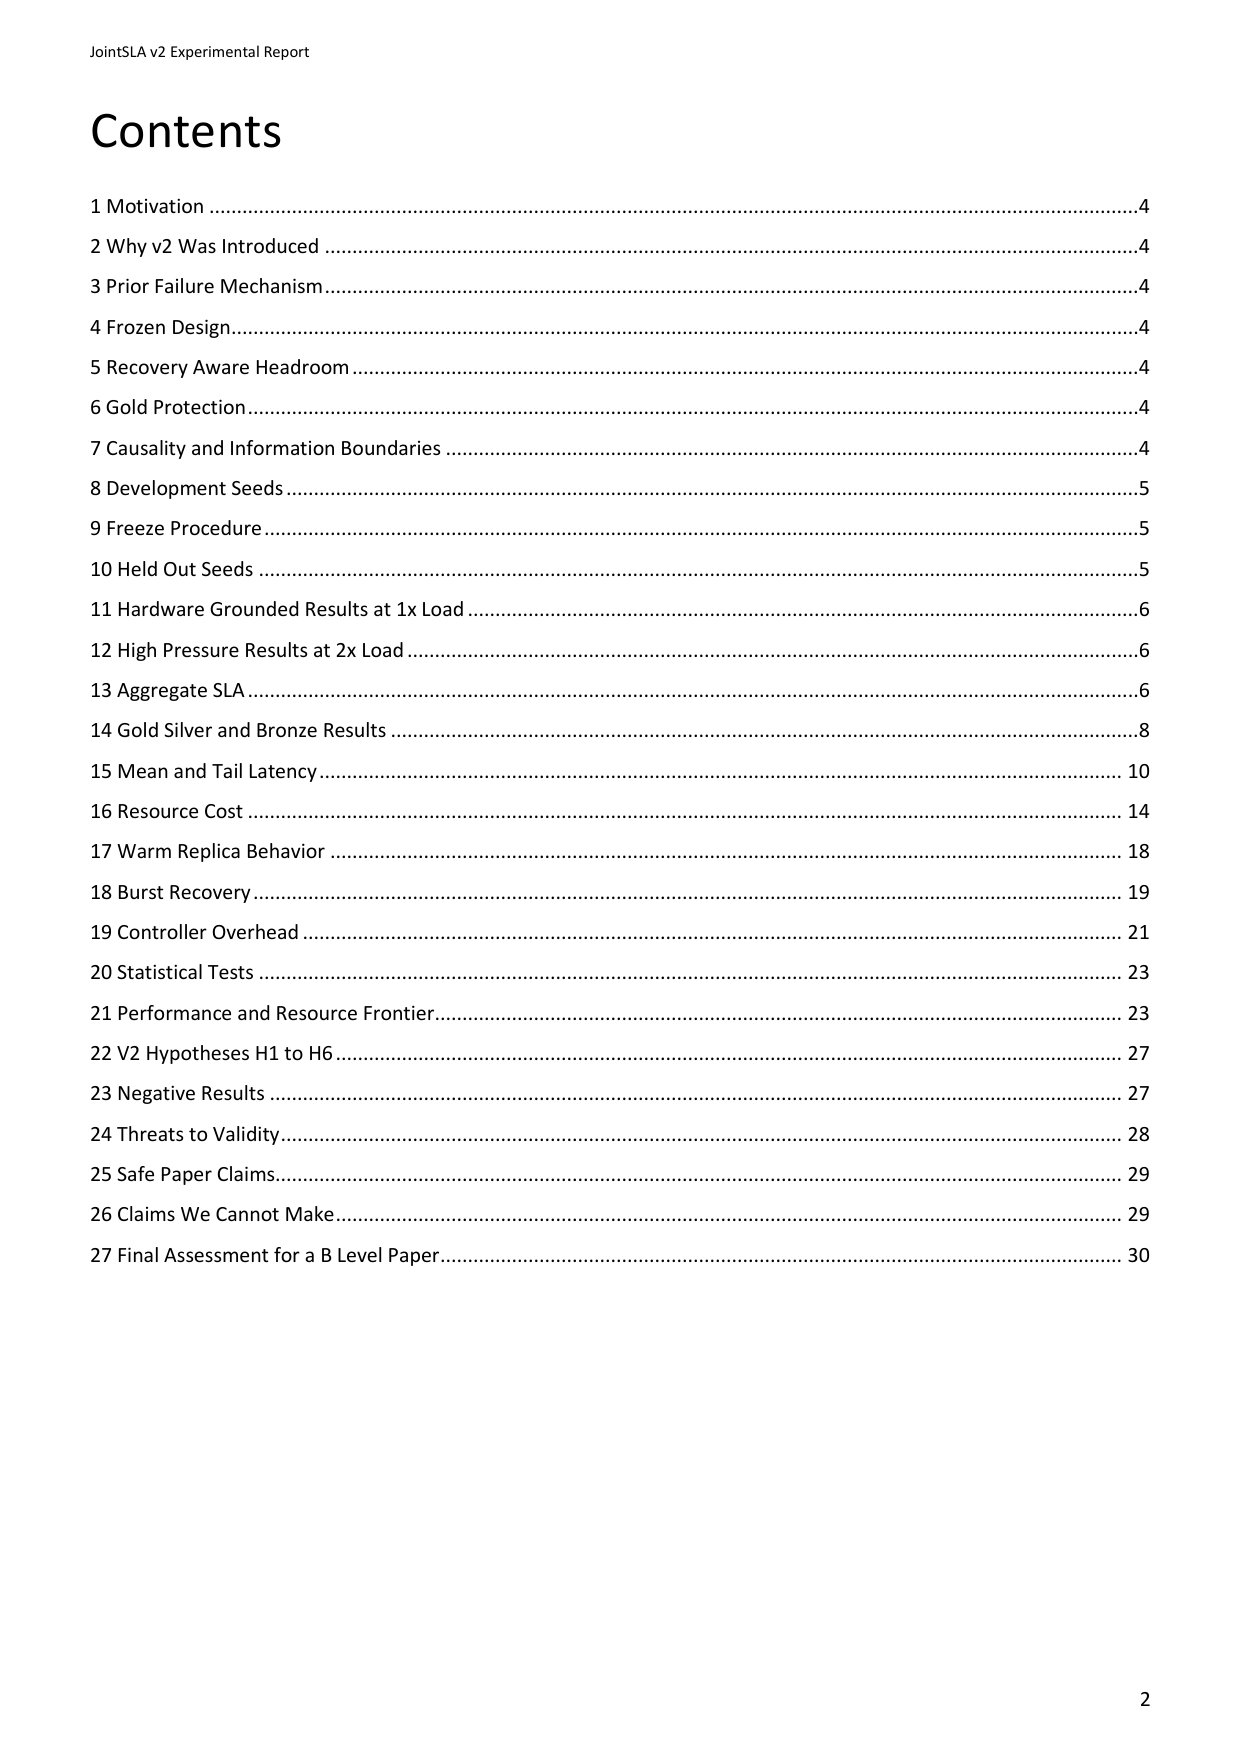 JointSLA v2 Experimental Report
Contents
1 Motivation ........................................................................................................................4
2 Why v2 Was Introduced ........................................................................................................................4
3 Prior Failure Mechanism........................................................................................................................4
4 Frozen Design........................................................................................................................4
5 Recovery Aware Headroom ........................................................................................................................4
6 Gold Protection........................................................................................................................4
7 Causality and Information Boundaries ........................................................................................................................4
8 Development Seeds ........................................................................................................................5
9 Freeze Procedure........................................................................................................................5
10 Held Out Seeds ........................................................................................................................5
11 Hardware Grounded Results at 1x Load ........................................................................................................................6
12 High Pressure Results at 2x Load ........................................................................................................................6
13 Aggregate SLA ........................................................................................................................6
14 Gold Silver and Bronze Results ........................................................................................................................8
15 Mean and Tail Latency........................................................................................................................ 10
16 Resource Cost ........................................................................................................................ 14
17 Warm Replica Behavior ........................................................................................................................ 18
18 Burst Recovery........................................................................................................................ 19
19 Controller Overhead ........................................................................................................................ 21
20 Statistical Tests ........................................................................................................................ 23
21 Performance and Resource Frontier........................................................................................................................ 23
22 V2 Hypotheses H1 to H6 ........................................................................................................................ 27
23 Negative Results ........................................................................................................................ 27
24 Threats to Validity........................................................................................................................ 28
25 Safe Paper Claims........................................................................................................................ 29
26 Claims We Cannot Make........................................................................................................................ 29
27 Final Assessment for a B Level Paper........................................................................................................................ 30
2